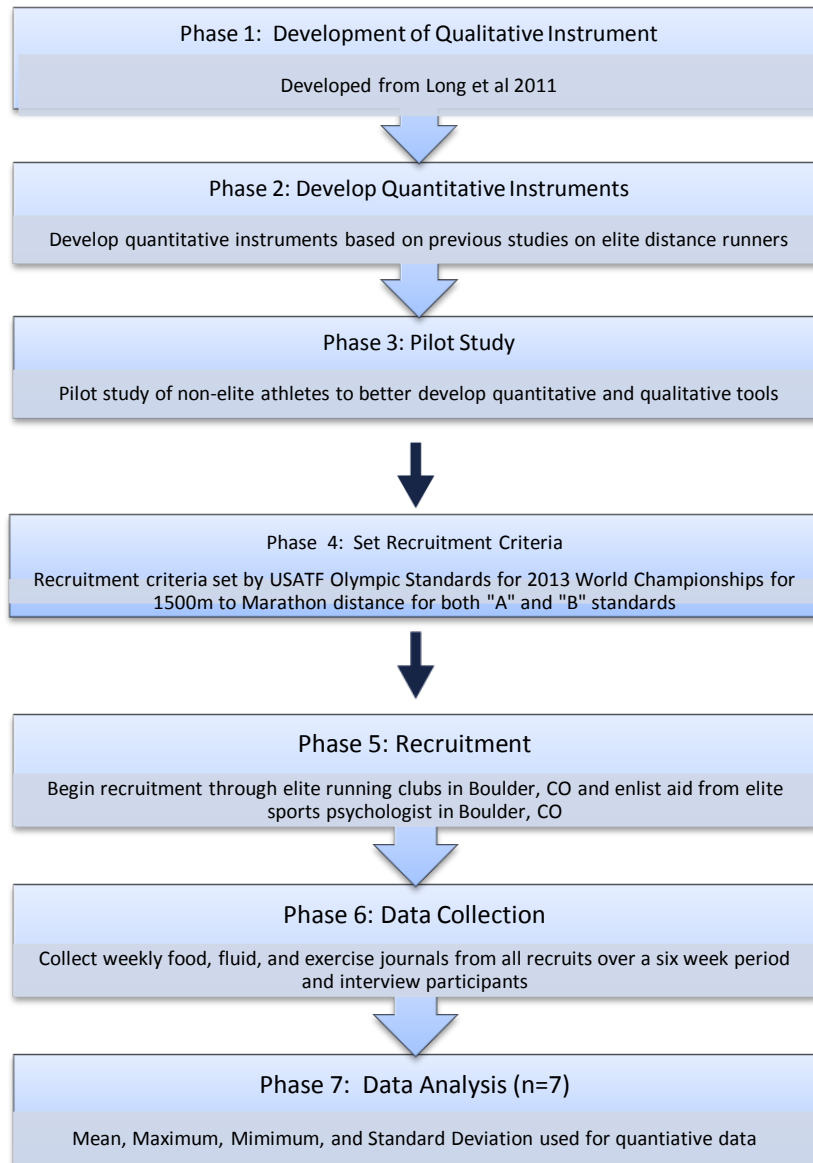 Phase 1:  Development of Qualitative Instrument
Developed from Long et al 2011
Phase 2: Develop Quantitative Instruments
Develop quantitative instruments based on previous studies on elite distance runners
Phase 3: Pilot Study
Pilot study of non-elite athletes to better develop quantitative and qualitative tools
Phase  4:  Set Recruitment Criteria
Recruitment criteria set by USATF Olympic Standards for 2013 World Championships for
1500m to Marathon distance for both "A" and "B" standards
Phase 5: Recruitment
Begin recruitment through elite running clubs in Boulder, CO and enlist aid from elite
sports psychologist in Boulder, CO
Phase 6: Data Collection
Collect weekly food, fluid, and exercise journals from all recruits over a six week period
and interview participants
Phase 7:  Data Analysis (n=7)
Mean, Maximum, Mimimum, and Standard Deviation used for quantiative data